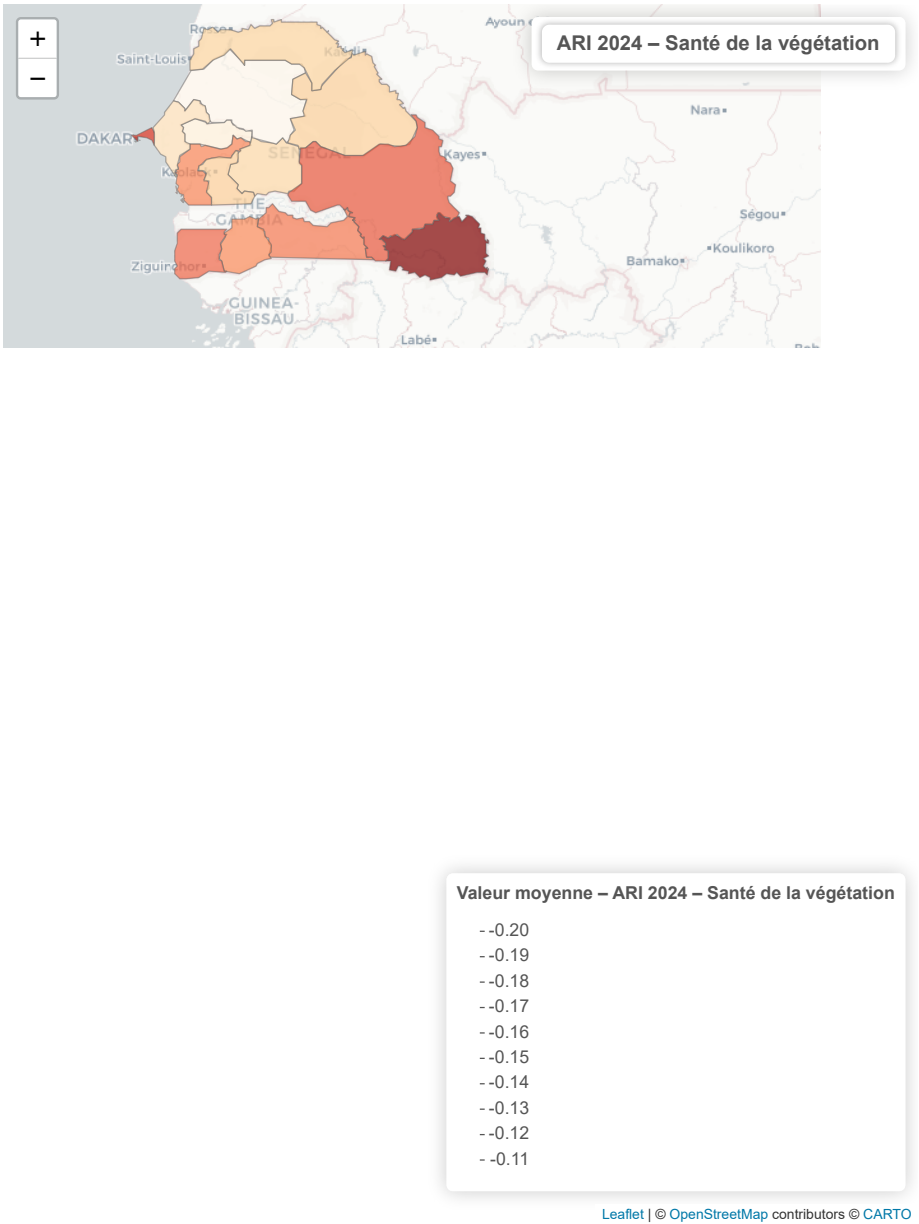 +
−
ARI 2024 – Santé de la végétation
Saint-Louis
Nara
DAKAR
SENEGAL
Kayes
THE
GAMBIA
Ségou
Koulikoro
Bamako
Ziguinchor
GUINEA-
BISSAU
Labé
Valeur moyenne – ARI 2024 – Santé de la végétation
- -0.20
- -0.19
- -0.18
- -0.17
- -0.16
- -0.15
- -0.14
- -0.13
- -0.12
- -0.11
Leaflet | © OpenStreetMap contributors © CARTO